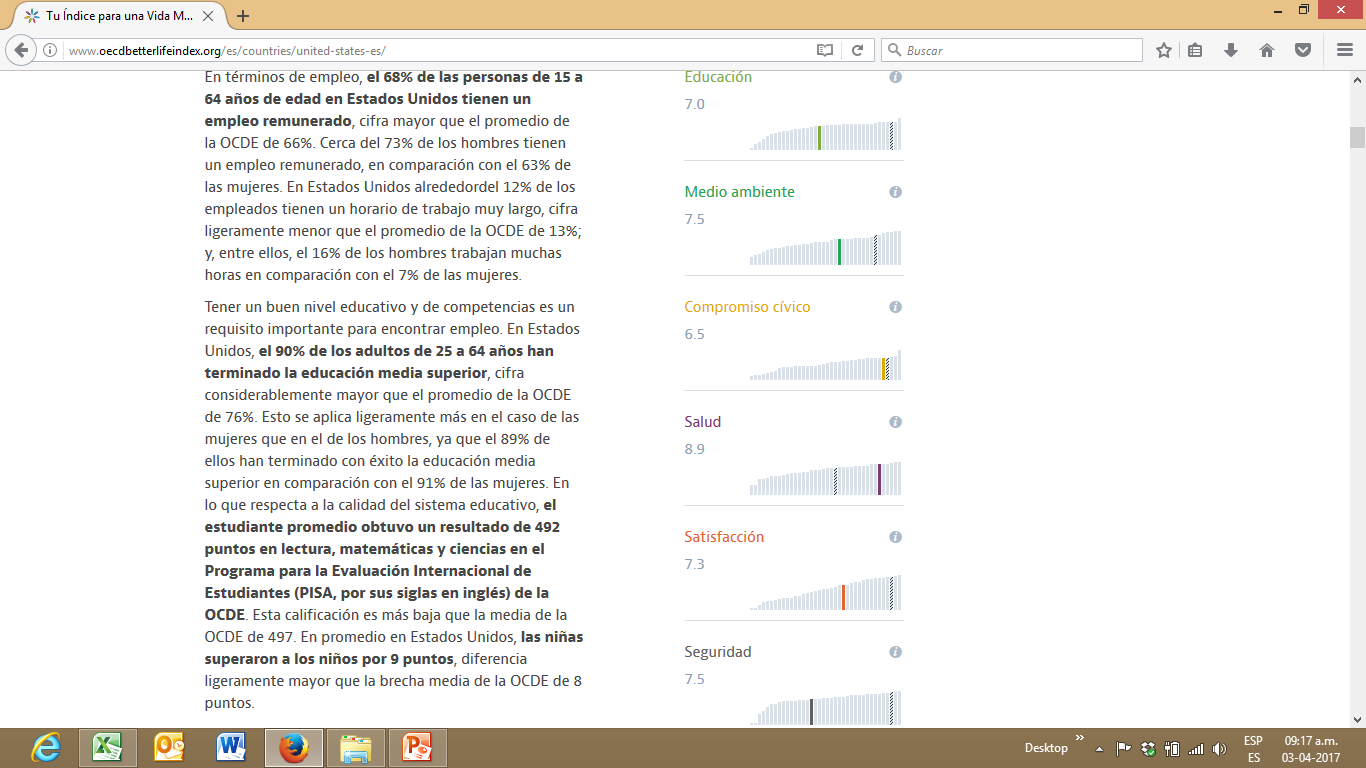 Tu Índice para una Vida M...
www.oecdbetterlifeindex.org/es/countries/united-states-es/
Buscar
En términos de empleo, el 68% de las personas de 15 a
64 años de edad en Estados Unidos tienen un
empleo remunerado, cifra mayor que el promedio de
la OCDE de 66%. Cerca del 73% de los hombres tienen
un empleo remunerado, en comparación con el 63% de
las mujeres. En Estados Unidos alrededordel 12% de los
empleados tienen un horario de trabajo muy largo, cifra
ligeramente menor que el promedio de la OCDE de 13%;
y, entre ellos, el 16% de los hombres trabajan muchas
horas en comparación con el 7% de las mujeres.
Tener un buen nivel educativo y de competencias es un
requisito importante para encontrar empleo. En Estados
Unidos, el 90% de los adultos de 25 a 64 años han
terminado la educación media superior, cifra
considerablemente mayor que el promedio de la OCDE
de 76%. Esto se aplica ligeramente más en el caso de las
mujeres que en el de los hombres, ya que el 89% de
ellos han terminado con éxito la educación media
superior en comparación con el 91% de las mujeres. En
lo que respecta a la calidad del sistema educativo, el
estudiante promedio obtuvo un resultado de 492
puntos en lectura, matemáticas y ciencias en el
Programa para la Evaluación Internacional de
Estudiantes (PISA, por sus siglas en inglés) de la
OCDE. Esta calificación es más baja que la media de la
OCDE de 497. En promedio en Estados Unidos, las niñas
superaron a los niños por 9 puntos, diferencia
ligeramente mayor que la brecha media de la OCDE de 8
puntos.
Educación
7.0
Medio ambiente
7.5
Compromiso cívico
6.5
Salud
8.9
Satisfacción
7.3
Seguridad
7.5
Desktop
ESP
ES
09:17 a.m.
03-04-2017